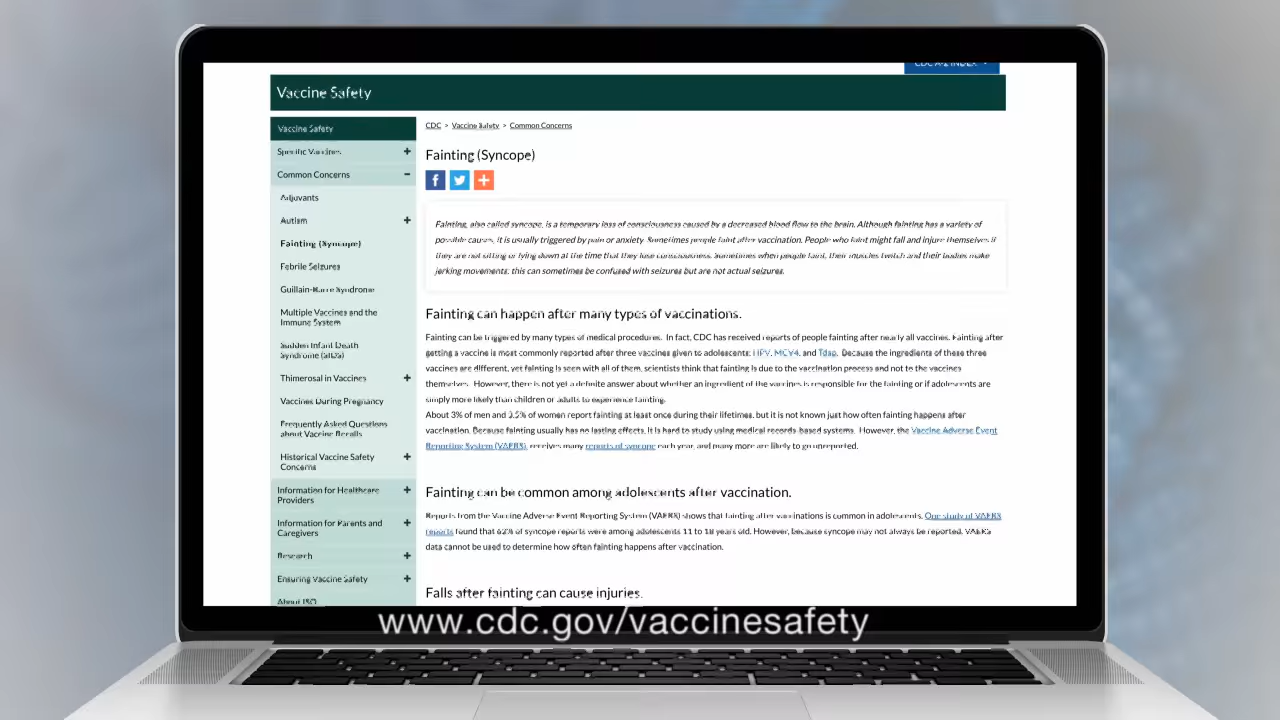 CDC A-Z INDEX
Vaccine Safety
Vaccine Safety
Specific Vaccines
Common Concerns
Adjuvants
Autism
Fainting (Syncope)
Febrile Seizures
Guillain-Barre Syndrome
Multiple Vaccines and the
Immune System
Sudden Infant Death
Syndrome (SIDS)
Thimerosal in Vaccines
Vaccines During Pregnancy
Frequently Asked Questions
about Vaccine Recalls
Historical Vaccine Safety
Concerns
Information for Healthcare
Providers
Information for Parents and
Caregivers
Research
Ensuring Vaccine Safety
About ISO
CDC > Vaccine Safety > Common Concerns
Fainting (Syncope)
Fainting, also called syncope, is a temporary loss of consciousness caused by a decreased blood flow to the brain. Although fainting has a variety of
possible causes, it is usually triggered by pain or anxiety. Sometimes people faint after vaccination. People who faint might fall and injure themselves if
they are not sitting or lying down at the time that they lose consciousness. Sometimes when people faint, their muscles twitch and their bodies make
jerking movements; this can sometimes be confused with seizures but are not actual seizures.
Fainting can happen after many types of vaccinations.
Fainting can be triggered by many types of medical procedures. In fact, CDC has received reports of people fainting after nearly all vaccines. Fainting after
getting a vaccine is most commonly reported after three vaccines given to adolescents: HPV, MCV4, and Tdap. Because the ingredients of these three
vaccines are different, yet fainting is seen with all of them, scientists think that fainting is due to the vaccination process and not to the vaccines
themselves. However, there is not yet a definite answer about whether an ingredient of the vaccines is responsible for the fainting or if adolescents are
simply more likely than children or adults to experience fainting.
About 3% of men and 3.5% of women report fainting at least once during their lifetimes, but it is not known just how often fainting happens after
vaccination. Because fainting usually has no lasting effects, it is hard to study using medical records-based systems. However, the Vaccine Adverse Event
Reporting System (VAERS), receives many reports of syncope each year, and many more are likely to go unreported.
Fainting can be common among adolescents after vaccination.
Reports from the Vaccine Adverse Event Reporting System (VAERS) shows that fainting after vaccinations is common in adolescents. One study of VAERS
reports found that 62% of syncope reports were among adolescents 11 to 18 years old. However, because syncope may not always be reported, VAERS
data cannot be used to determine how often fainting happens after vaccination.
Falls after fainting can cause injuries.
www.cdc.gov/vaccinesafety